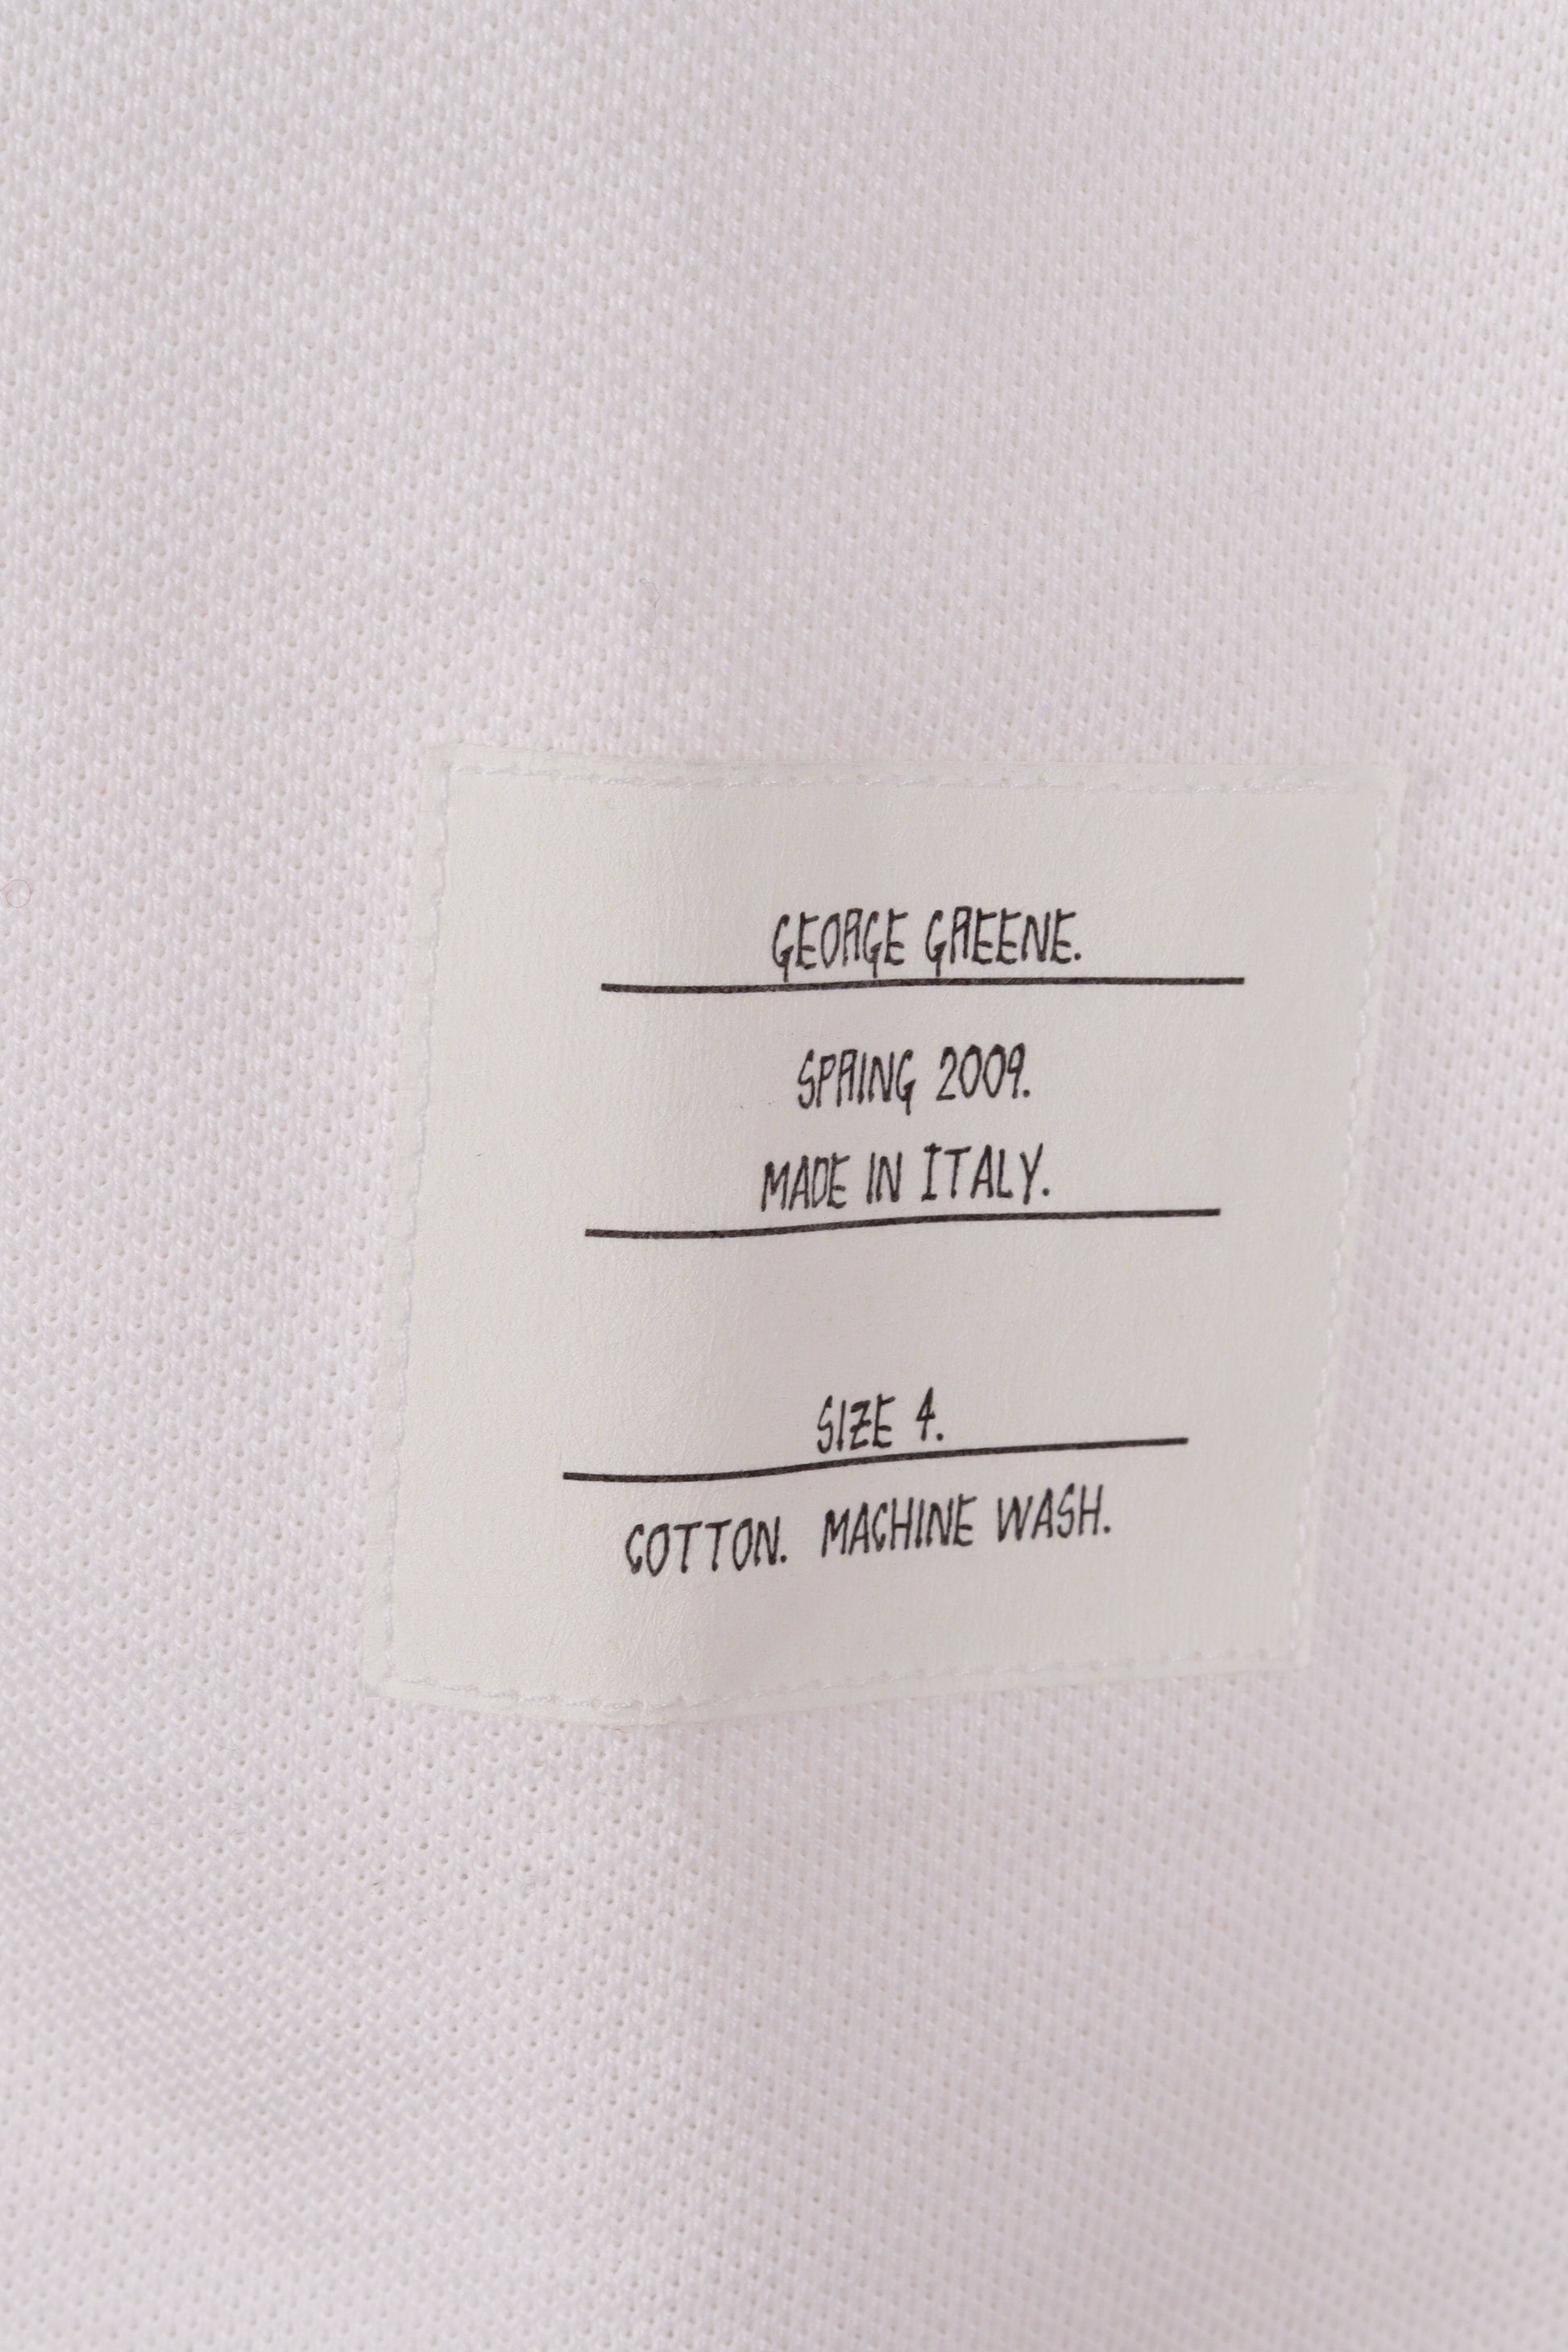 GEORGE GREENE.
SPRING 2009.
MADE IN ITALY.
SIZE 4.
COTTON. MACHINE WASH.